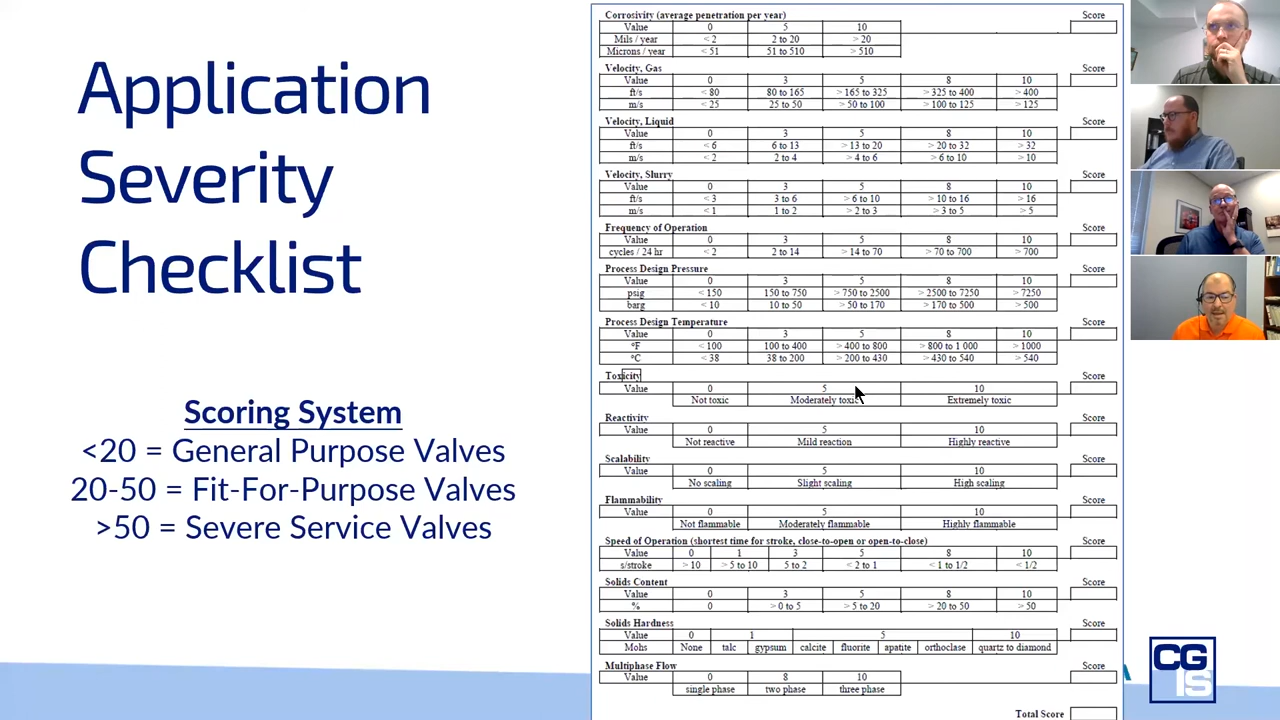 Application
Severity
Checklist
Scoring System
<20 = General Purpose Valves
20-50 = Fit-For-Purpose Valves
>50 = Severe Service Valves
Corrosivity (average penetration per year) Score
Value 0 5 10
Mils / year < 2 2 to 20 > 20
Microns / year < 51 51 to 510 > 510
Velocity, Gas Score
Value 0 3 5 8 10
ft/s < 80 80 to 165 > 165 to 325 > 325 to 400 > 400
m/s < 25 25 to 50 > 50 to 100 > 100 to 125 > 125
Velocity, Liquid Score
Value 0 3 5 8 10
ft/s < 6 6 to 13 > 13 to 20 > 20 to 32 > 32
m/s < 2 2 to 4 > 4 to 6 > 6 to 10 > 10
Velocity, Slurry Score
Value 0 3 5 8 10
ft/s < 3 3 to 6 > 6 to 10 > 10 to 16 > 16
m/s < 1 1 to 2 > 2 to 3 > 3 to 5 > 5
Frequency of Operation Score
Value 0 3 5 8 10
cycles / 24 hr < 2 2 to 14 > 14 to 70 > 70 to 700 > 700
Process Design Pressure Score
Value 0 3 5 8 10
psig < 150 150 to 750 > 750 to 2500 > 2500 to 7250 > 7250
barg < 10 10 to 50 > 50 to 170 > 170 to 500 > 500
Process Design Temperature Score
Value 0 3 5 8 10
°F < 100 100 to 400 > 400 to 800 > 800 to 1 000 > 1000
°C < 38 38 to 200 > 200 to 430 > 430 to 540 > 540
Toxicity Score
Value 0 5 10
Not toxic Moderately toxic Extremely toxic
Reactivity Score
Value 0 5 10
Not reactive Mild reaction Highly reactive
Scalability Score
Value 0 5 10
No scaling Slight scaling High scaling
Flammability Score
Value 0 5 10
Not flammable Moderately flammable Highly flammable
Speed of Operation (shortest time for stroke, close-to-open or open-to-close) Score
Value 0 1 3 5 8 10
s/stroke > 10 > 5 to 10 5 to 2 < 2 to 1 < 1 to 1/2 < 1/2
Solids Content Score
Value 0 3 5 8 10
% 0 > 0 to 5 > 5 to 20 > 20 to 50 > 50
Solids Hardness Score
Value 0 1 5 10
Mohs None talc gypsum calcite fluorite apatite orthoclase quartz to diamond
Multiphase Flow Score
Value 0 8 10
single phase two phase three phase
Total Score
CG
IS